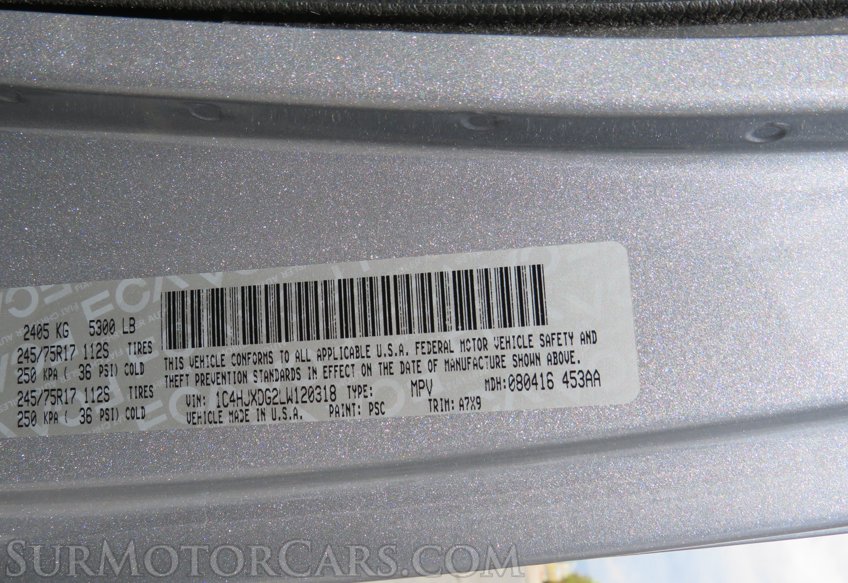 2405 KG 5300 LB
245/75R17 112S TIRES
250 KPA ( 36 PSI) COLD
245/75R17 112S TIRES
250 KPA ( 36 PSI) COLD
THIS VEHICLE CONFORMS TO ALL APPLICABLE U.S.A. FEDERAL MOTOR VEHICLE SAFETY AND
THEFT PREVENTION STANDARDS IN EFFECT ON THE DATE OF MANUFACTURE SHOWN ABOVE.
VIN: 1C4HJXDG2LW120318 TYPE: MPV MDH:080416 453AA
VEHICLE MADE IN U.S.A. PAINT: PSC TRIM: A7X9
SURMOTORCARS.COM